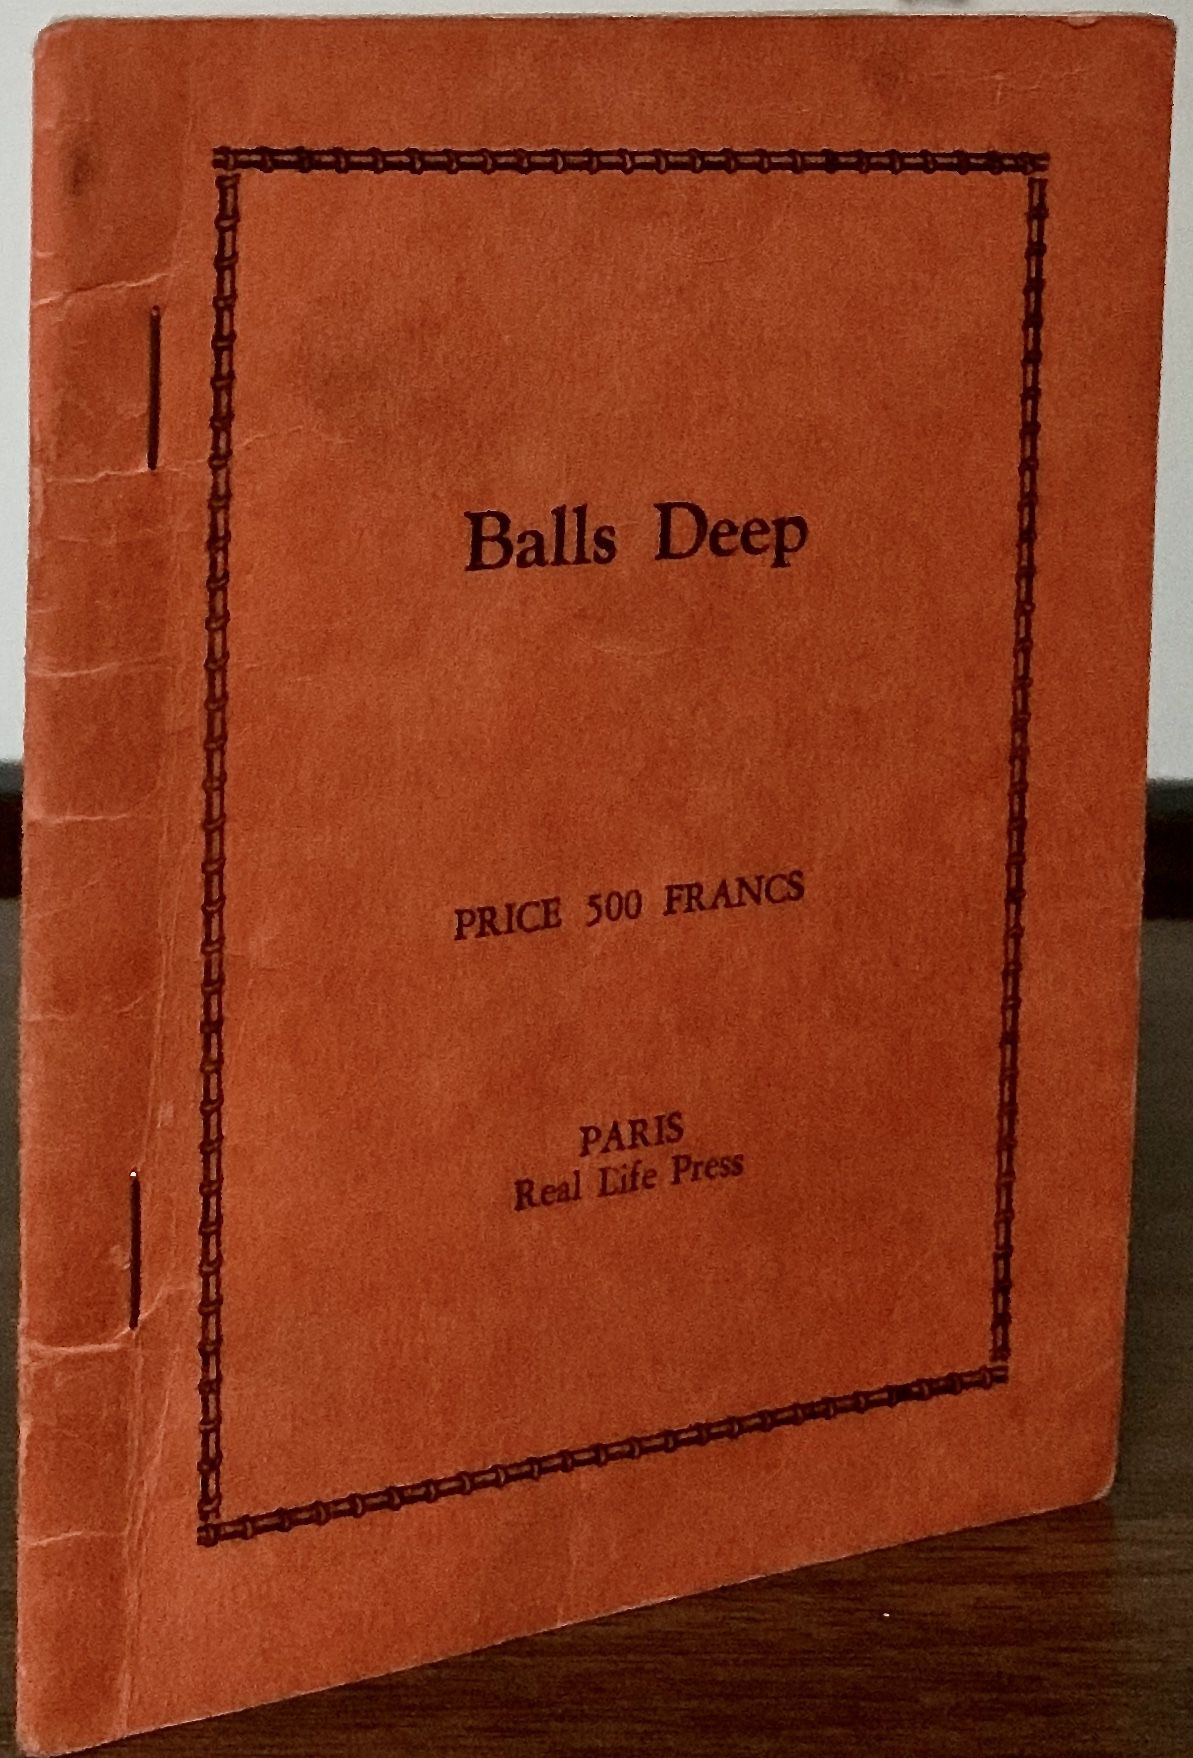 Balls Deep
PRICE 500 FRANCS
PARIS
Real Life Press